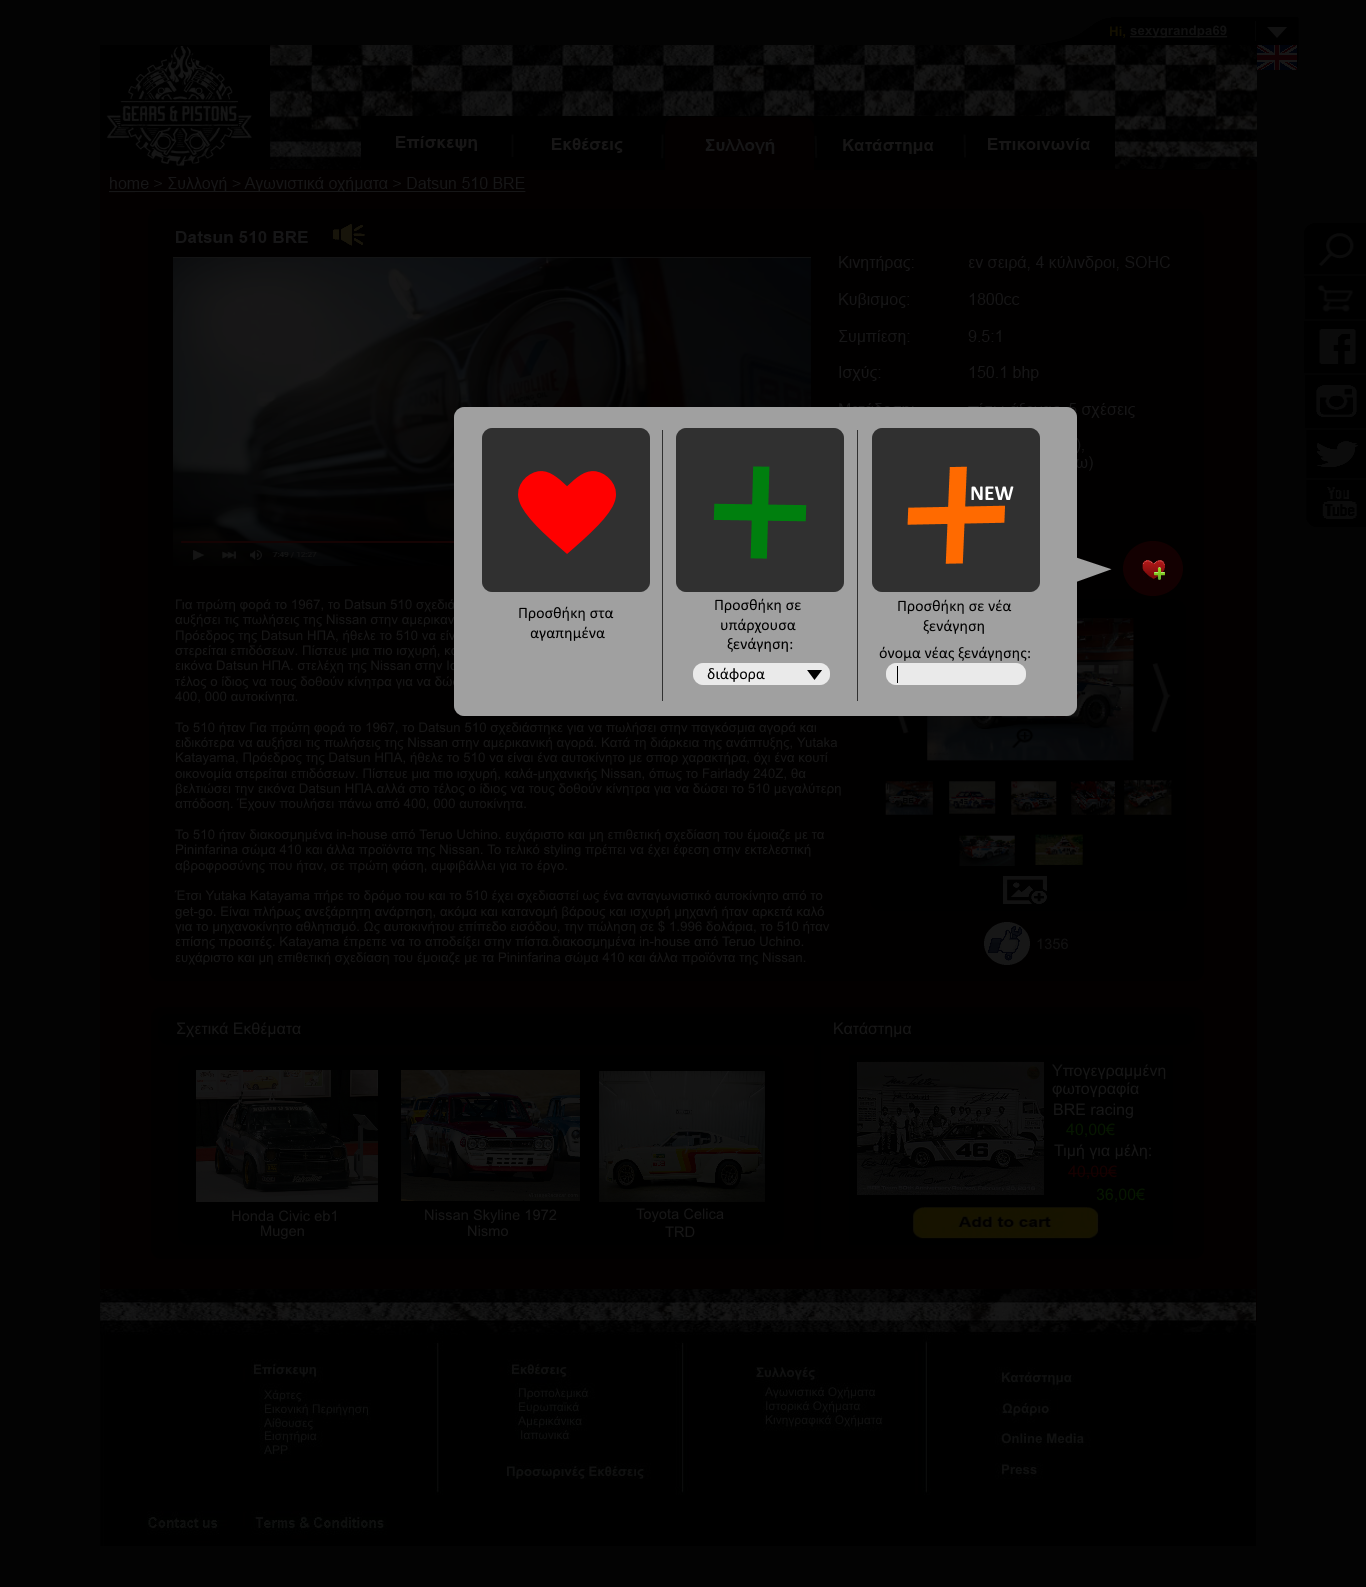 Hi, sexygrandpa69
GEARS & PISTONS
Επίσκεψη
Εκθέσεις
Συλλογή
Κατάστημα
Επικοινωνία
home > Συλλογή > Αγωνιστικά οχήματα > Datsun 510 BRE
Datsun 510 BRE
Κινητήρας: εν σειρά, 4 κύλινδροι, SOHC
Κυβισμος: 1800cc
Συμπίεση: 9.5:1
Ισχύς: 150.1 bhp
σχέσεις
NEW
Προσθήκη στα
αγαπημένα
Προσθήκη σε
υπάρχουσα
ξενάγηση:
διάφορα
Προσθήκη σε νέα
ξενάγηση
όνομα νέας ξενάγησης:
You
Tube
Για πρώτη φορά το 1967, το Datsun 510
αυξήσει τις πωλήσεις της Nissan στην
Πρόεδρος της Datsun ΗΠΑ, ήθελε το 510 να
στερείται επιδόσεων. Πίστευε μια πιο ισχυρή,
εικόνα Datsun ΗΠΑ. στελέχη της Nissan στην
τέλος ο ίδιος να τους δοθούν κίνητρα για να
400, 000 αυτοκίνητα.
Το 510 ήταν Για πρώτη φορά το 1967, το Datsun 510 σχεδιάστηκε για να πωλήσει στην παγκόσμια αγορά και
ειδικότερα να αυξήσει τις πωλήσεις της Nissan στην αμερικανική αγορά. Κατά τη διάρκεια της ανάπτυξης, Yutaka
Katayama, Πρόεδρος της Datsun ΗΠΑ, ήθελε το 510 να είναι ένα αυτοκίνητο με σπορ χαρακτήρα, όχι ένα κουτί
οικονομία στερείται επιδόσεων. Πίστευε μια πιο ισχυρή, καλά-μηχανικής Nissan, όπως το Fairlady 240Z, θα
βελτιώσει την εικόνα Datsun ΗΠΑ.αλλά στο τέλος ο ίδιος να τους δοθούν κίνητρα για να δώσει το 510 μεγαλύτερη
απόδοση. Έχουν πουλήσει πάνω από 400, 000 αυτοκίνητα.
Το 510 ήταν διακοσμημένα in-house από Teruo Uchino, ευχάριστο και μη επιθετική σχεδίαση του έμοιαζε με τα
Pininfarina σώμα 410 και άλλα προϊόντα της Nissan. Το τελικό styling πρέπει να έχει έφεση στην εκτελεστική
αβροφροσύνης που ήταν, σε πρώτη φάση, αμφιβάλλει για το έργο.
Έτσι Yutaka Katayama πήρε το δρόμο του και το 510 έχει σχεδιαστεί ως ένα ανταγωνιστικό αυτοκίνητο από το
get-go. Είναι πλήρως ανεξάρτητη ανάρτηση, ακόμα και κατανομή βάρους και ισχυρή μηχανή ήταν αρκετά καλό
για το μηχανοκίνητο αθλητισμό. Ως αυτοκινήτου επίπεδο εισόδου, την πώληση σε $ 1.996 δολάρια, το 510 ήταν
επίσης προσιτές. Katayama έπρεπε να το αποδείξει στην πίστα.διακοσμημένα in-house από Teruo Uchino,
ευχάριστο και μη επιθετική σχεδίαση του έμοιαζε με τα Pininfarina σώμα 410 και άλλα προϊόντα της Nissan.
1356
Σχετικά Εκθέματα
Honda Civic eb1
Mugen
Nissan Skyline 1972
Nismo
Toyota Celica
TRD
Κατάστημα
46
Υπογεγραμμένη
φωτογραφία
BRE racing
40,00€
Τιμή για μέλη:
40,00€
36,00€
Add to cart
Επίσκεψη
Χάρτες
Εικονική Περιήγηση
Αίθουσες
Εισητήρια
APP
Εκθέσεις
Προπολεμικά
Ευρωπαϊκά
Αμερικάνικα
Ιαπωνικά
Προσωρινές Εκθέσεις
Συλλογές
Αγωνιστικά Οχήματα
Ιστορικά Οχήματα
Κινηγραφικά Οχήματα
Κατάστημα
Ωράριο
Online Media
Press
Contact us
Terms & Conditions